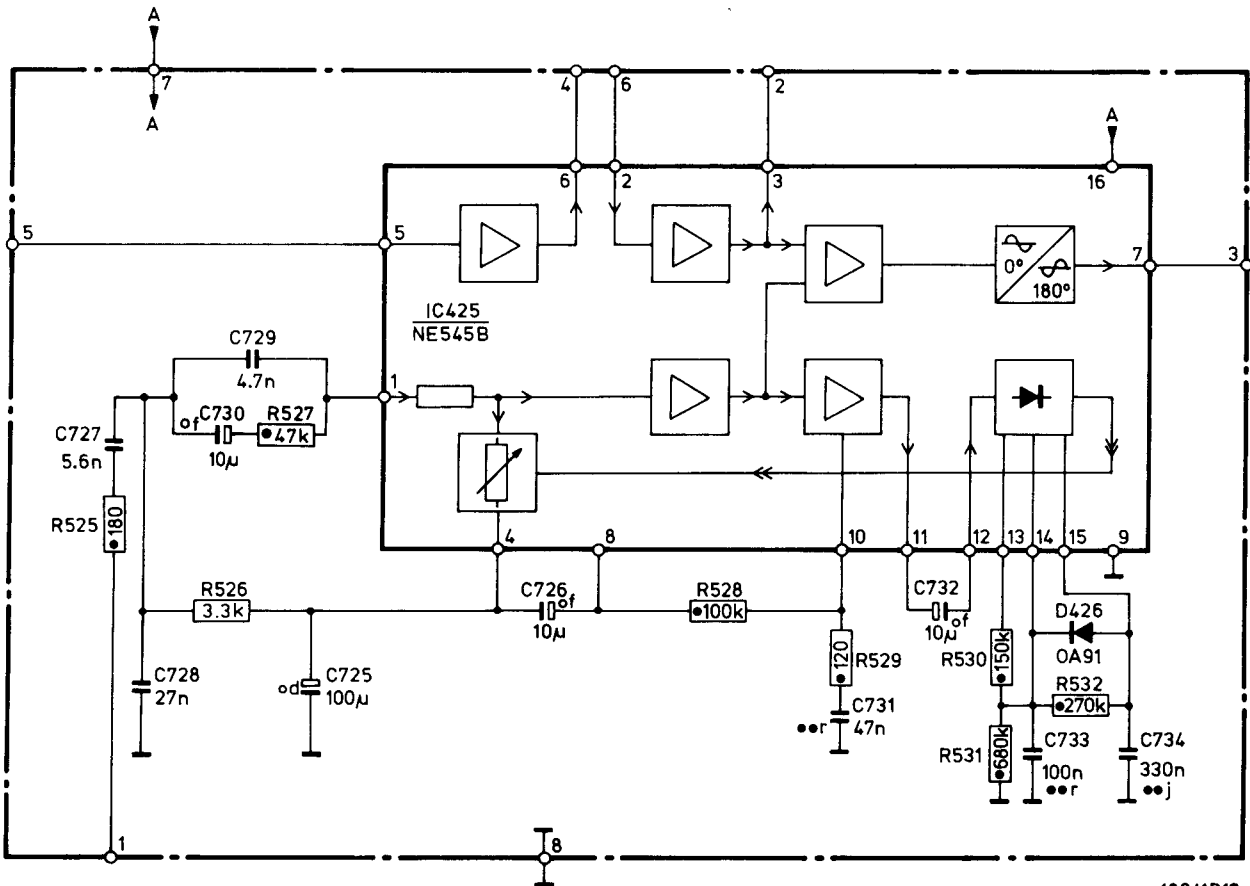 A
7
A
4
6
2
A
6
2
3
16
5
5
7
3
0°
180°
IC425
NE545B
C729
4.7n
1
of
C730
R527
47k
10μ
C727
5.6n
R525
180
4
8
10
11
12
13
14
15
9
R526
3.3k
C726
of
10μ
R528
100k
C732
10μ
of
D426
OA91
120
R529
R530
150k
C728
27n
od
C725
100μ
R532
270k
r
C731
47n
R531
680k
C733
100n
r
C734
330n
j
1
8